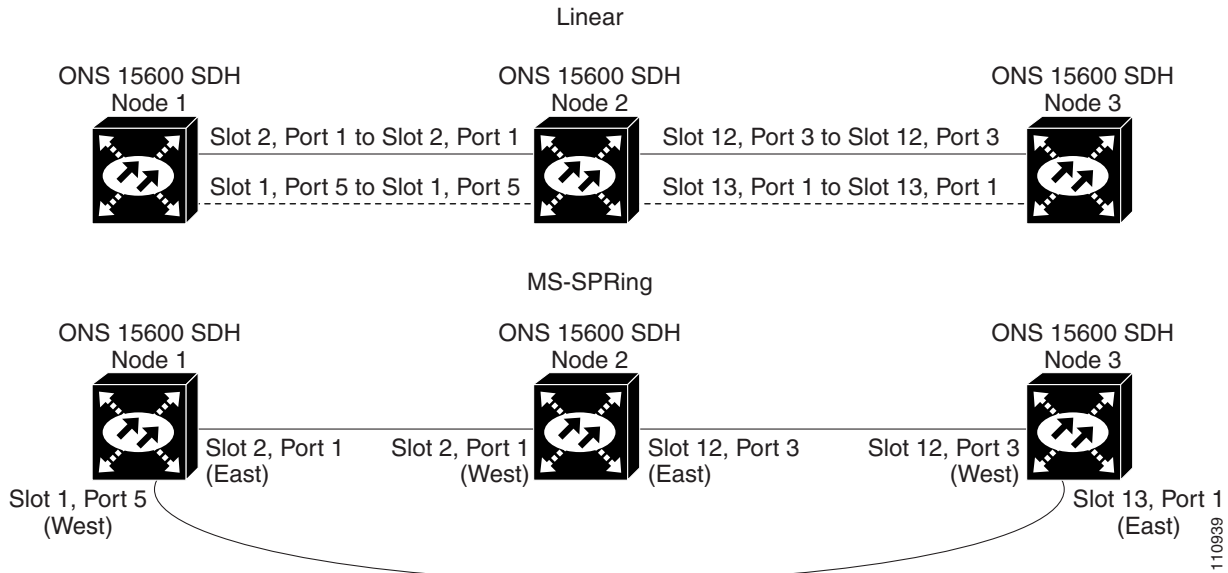 Linear
ONS 15600 SDH
Node 1
ONS 15600 SDH
Node 2
ONS 15600 SDH
Node 3
Slot 2, Port 1 to Slot 2, Port 1
Slot 12, Port 3 to Slot 12, Port 3
Slot 1, Port 5 to Slot 1, Port 5
Slot 13, Port 1 to Slot 13, Port 1
MS-SPRing
ONS 15600 SDH
Node 1
ONS 15600 SDH
Node 2
ONS 15600 SDH
Node 3
Slot 2, Port 1
(East)
Slot 2, Port 1
(West)
Slot 12, Port 3
(East)
Slot 12, Port 3
(West)
Slot 1, Port 5
(West)
Slot 13, Port 1
(East)
110939